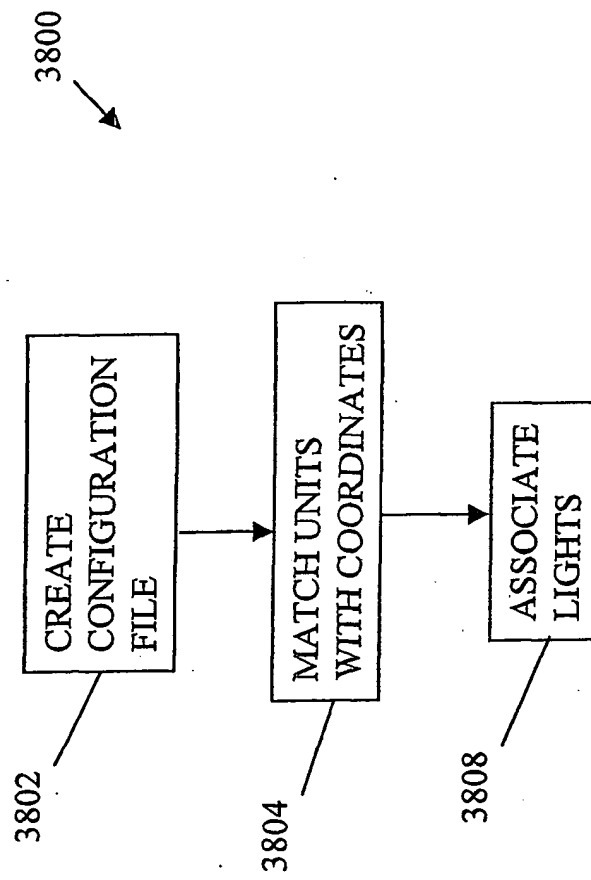 3800
3802
CREATE
CONFIGURATION
FILE
3804
MATCH UNITS
WITH COORDINATES
3808
ASSOCIATE
LIGHTS